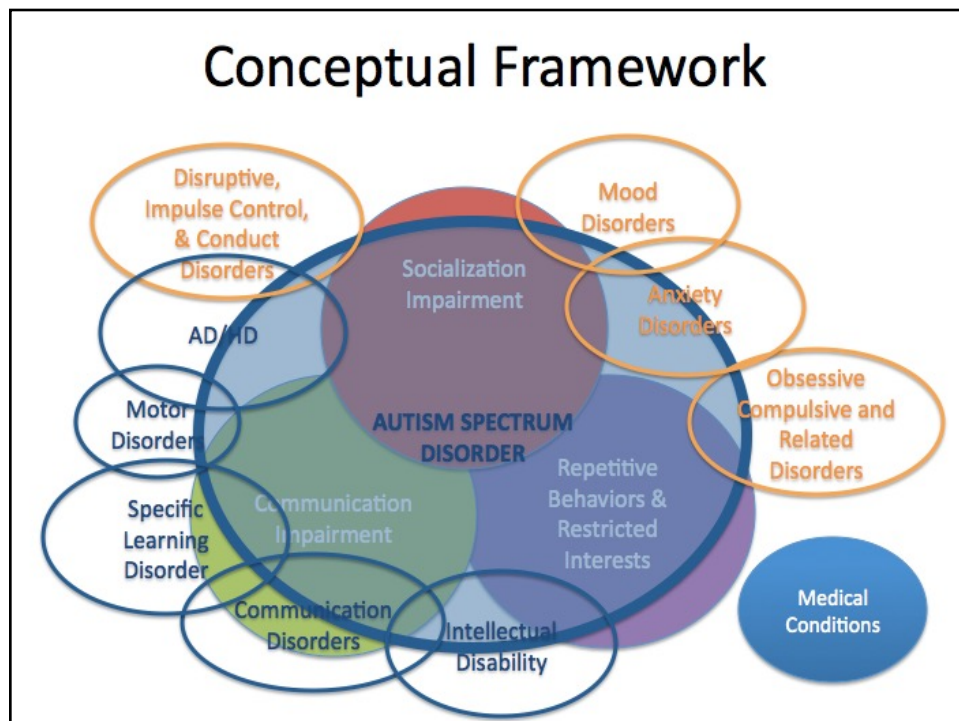 Conceptual Framework
Disruptive,
Impulse Control,
& Conduct
Disorders
Mood
Disorders
Socialization
Impairment
Anxiety
Disorders
AD/HD
Obsessive
Compulsive and
Related
Disorders
Motor
Disorders
AUTISM SPECTRUM
DISORDER
Repetitive
Behaviors &
Restricted
Interests
Communication
Impairment
Specific
Learning
Disorder
Communication
Disorders
Intellectual
Disability
Medical
Conditions